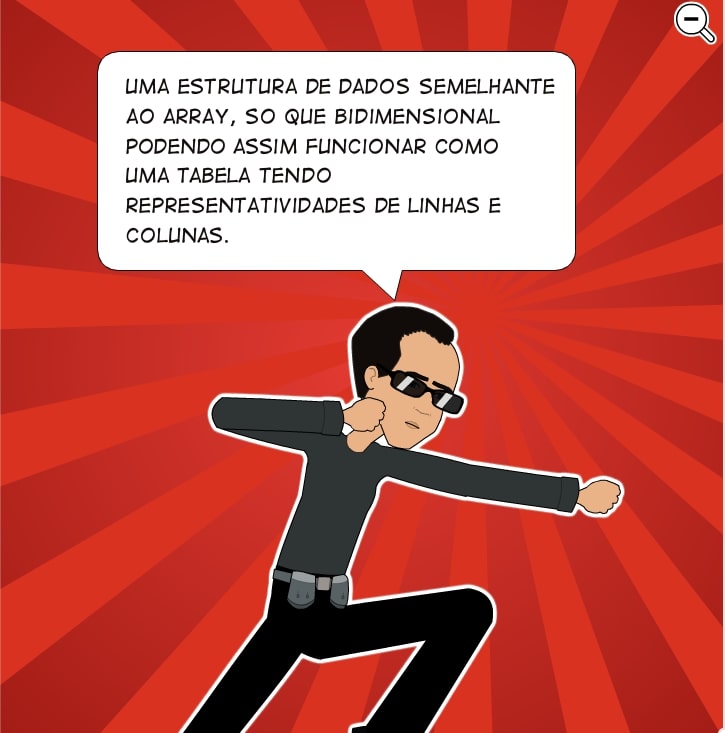 UMA ESTRUTURA DE DADOS SEMELHANTE
AO ARRAY, SO QUE BIDIMENSIONAL
PODENDO ASSIM FUNCIONAR COMO
UMA TABELA TENDO
REPRESENTATIVIDADES DE LINHAS E
COLUNAS.